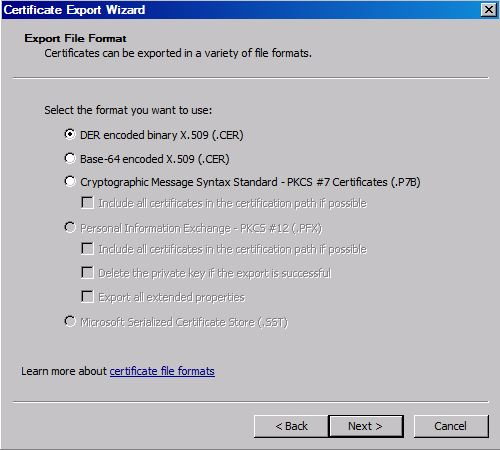 Certificate Export Wizard
Export File Format
Certificates can be exported in a variety of file formats.
Select the format you want to use:
DER encoded binary X.509 (.CER)
Base-64 encoded X.509 (.CER)
Cryptographic Message Syntax Standard - PKCS #7 Certificates (.P7B)
Include all certificates in the certification path if possible
Personal Information Exchange - PKCS #12 (.PFX)
Include all certificates in the certification path if possible
Delete the private key if the export is successful
Export all extended properties
Microsoft Serialized Certificate Store (.SST)
Learn more about certificate file formats
< Back Next > Cancel